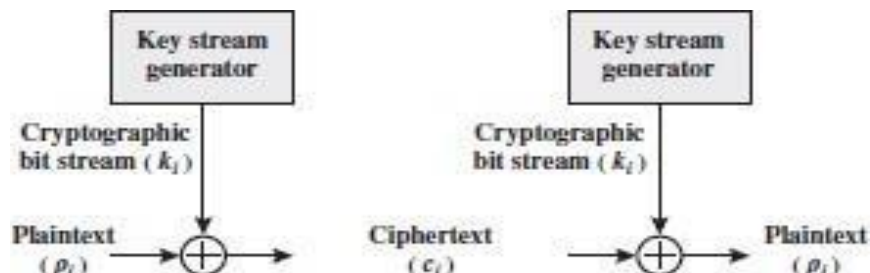 Key stream
generator
Cryptographic
bit stream ( k_i )
Plaintext
( p_i )
Key stream
generator
Cryptographic
bit stream ( k_i )
Ciphertext
( c_i )
Plaintext
( p_i )